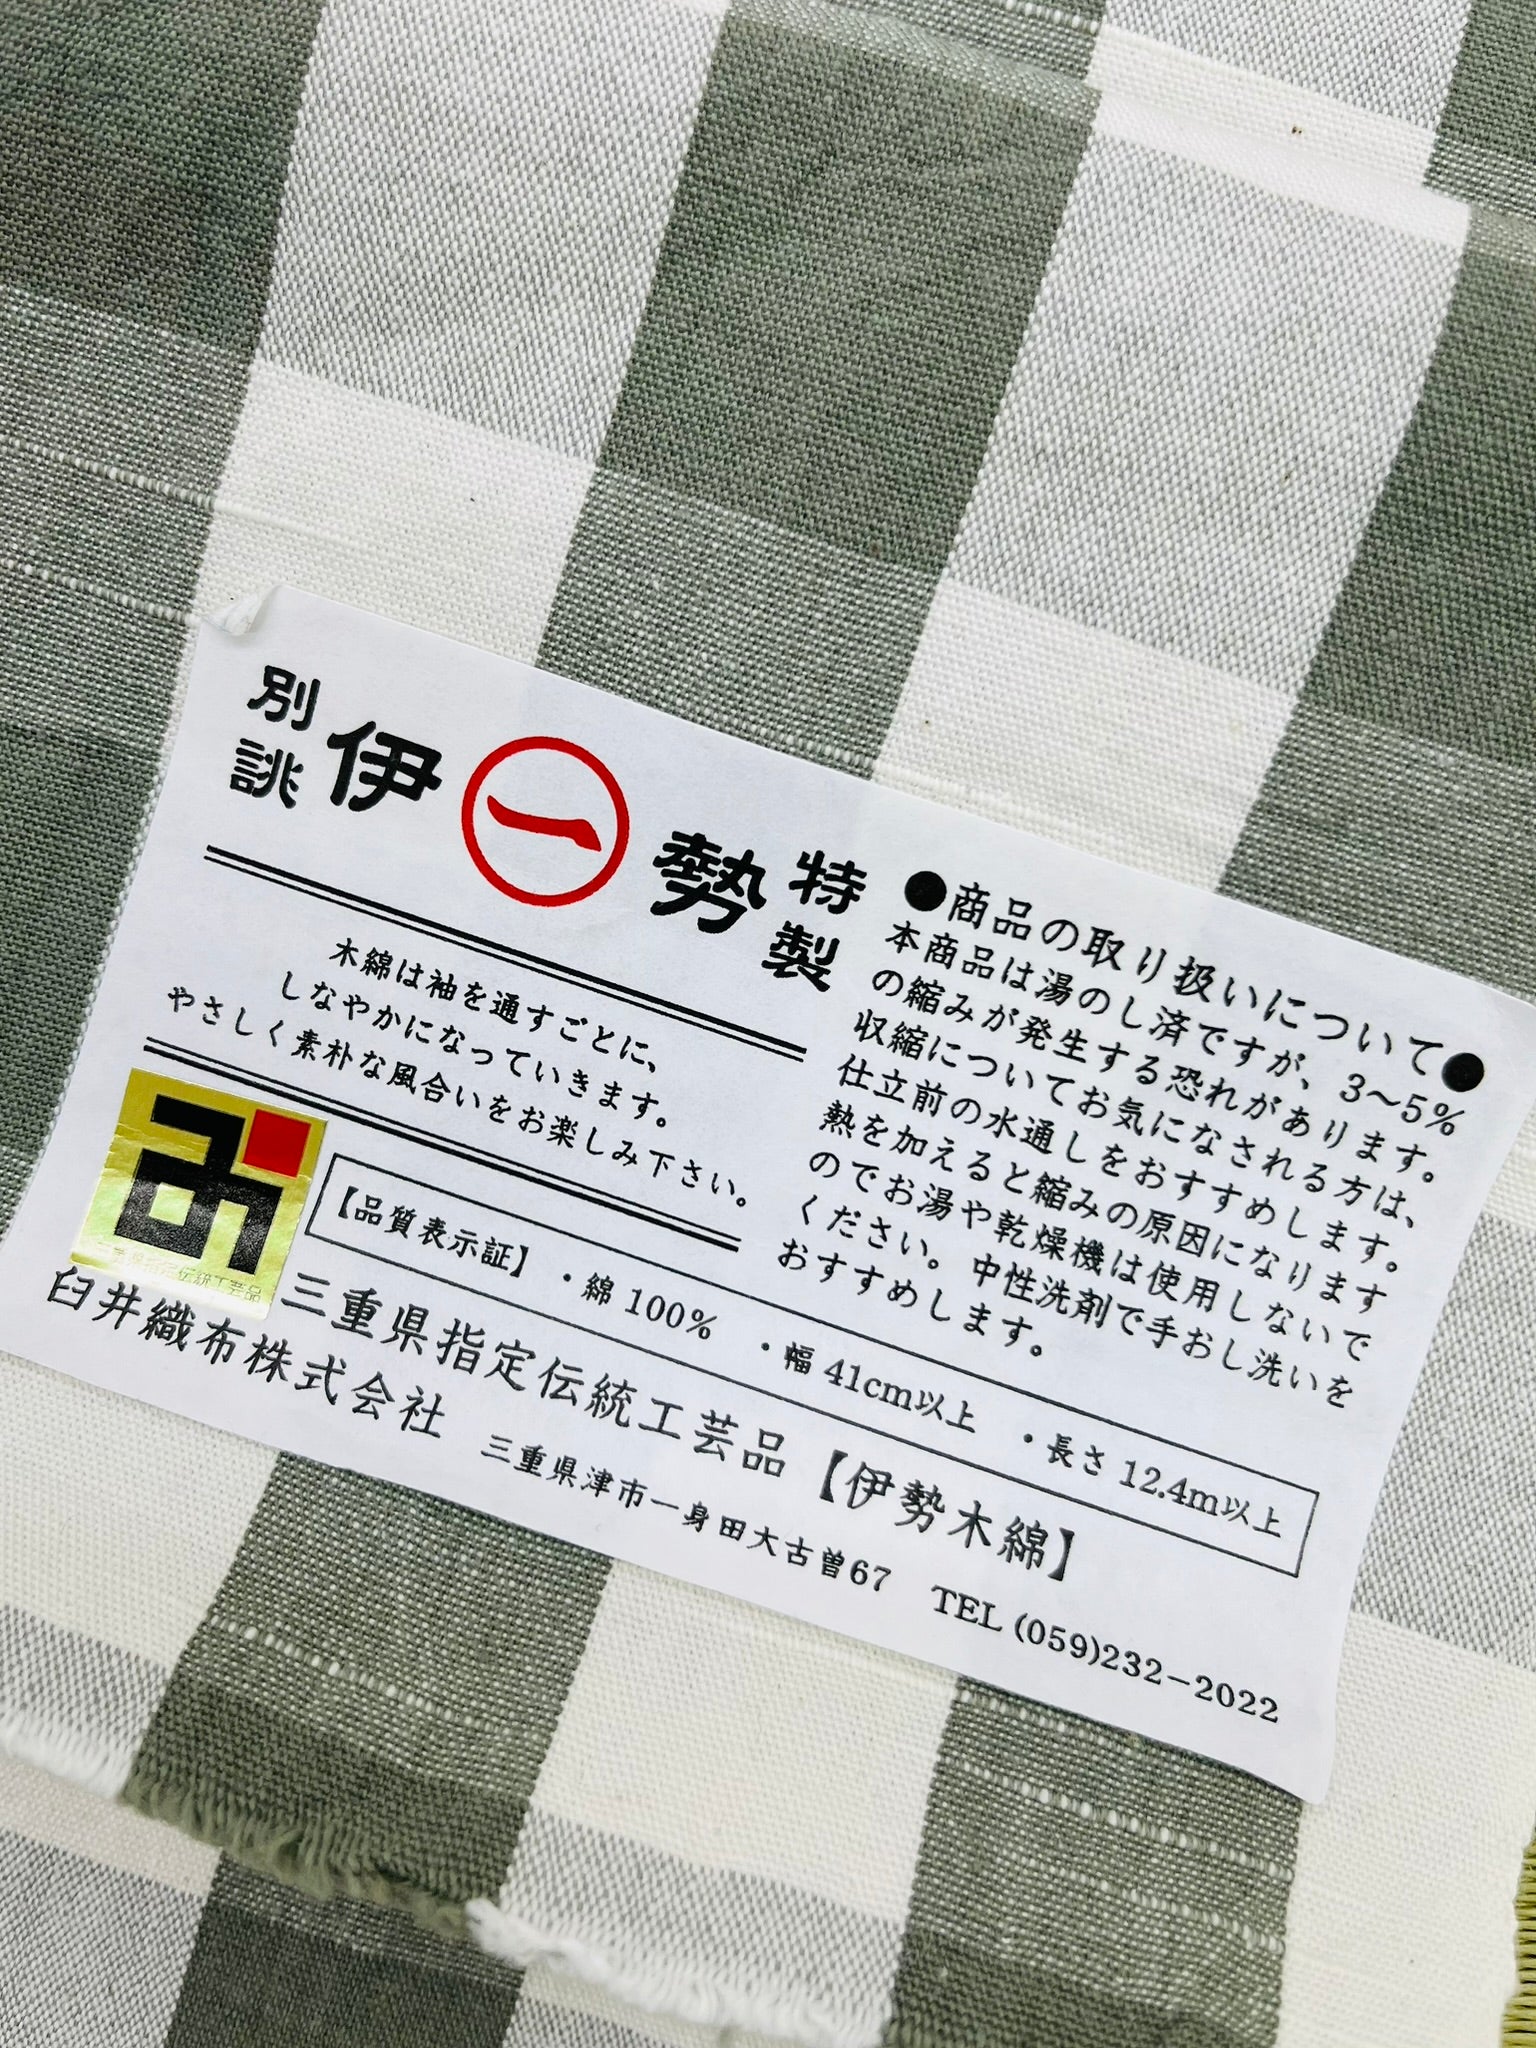 別誂
伊
一
勢
特製
木綿は袖を通すごとに、
しなやかになっていきます。
やさしく素朴な風合いをお楽しみ下さい。
●商品の取り扱いについて●
本商品は湯のし済ですが、3～5%
の縮みが発生する恐れがあります。
収縮についてお気になされる方は、
仕立前の水通しをおすすめします。
熱を加えると縮みの原因になります
のでお湯や乾燥機は使用しないで
ください。中性洗剤で手おし洗いを
おすすめします。
【品質表示証】 ・綿 100% ・幅 41cm以上 ・長さ 12.4m以上
三重県指定伝統工芸品
三重県指定伝統工芸品【伊勢木綿】
臼井織布株式会社 三重県津市一身田大古曽67 TEL (059)232-2022